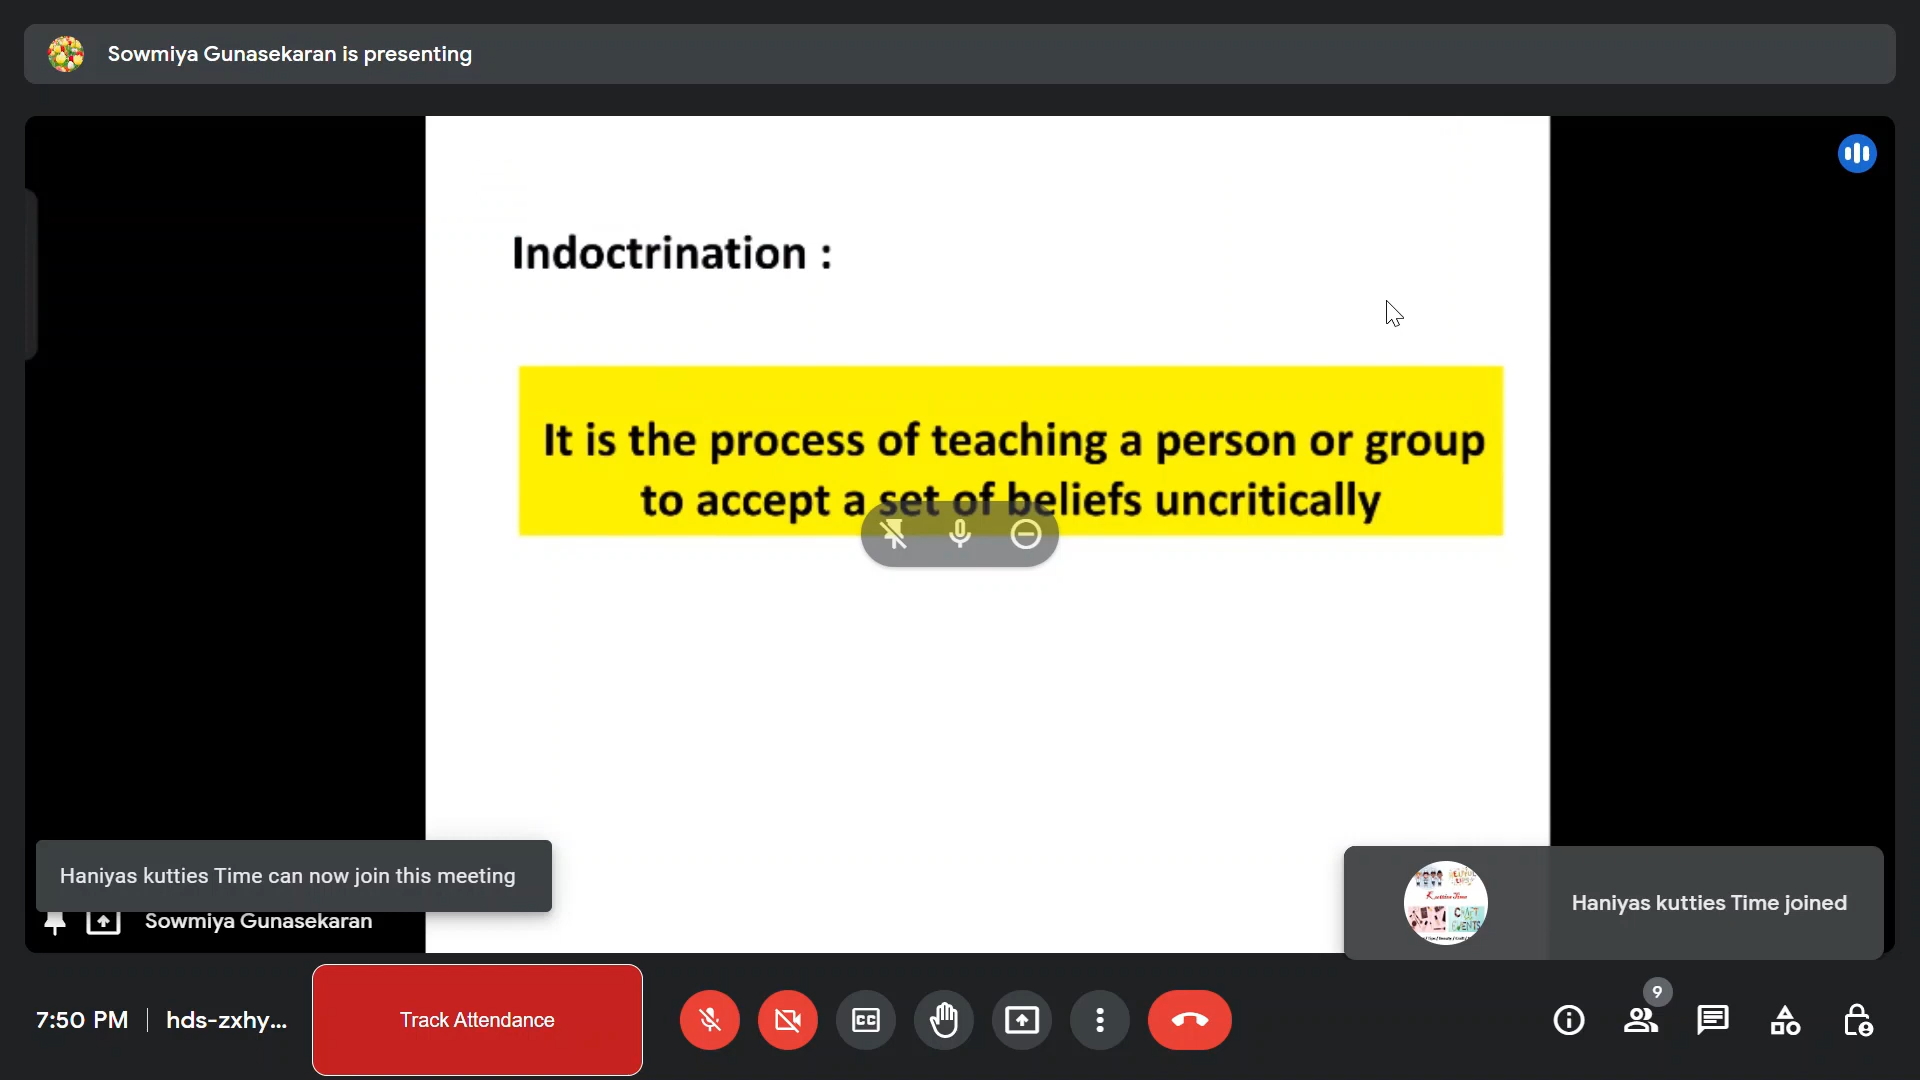 Sowmiya Gunasekaran is presenting
Indoctrination :
It is the process of teaching a person or group
to accept a set of beliefs uncritically
Haniyas kutties Time can now join this meeting
Sowmiya Gunasekaran
Haniyas kutties Time joined
7:50 PM
hds-zxhy...
Track Attendance
CC
9